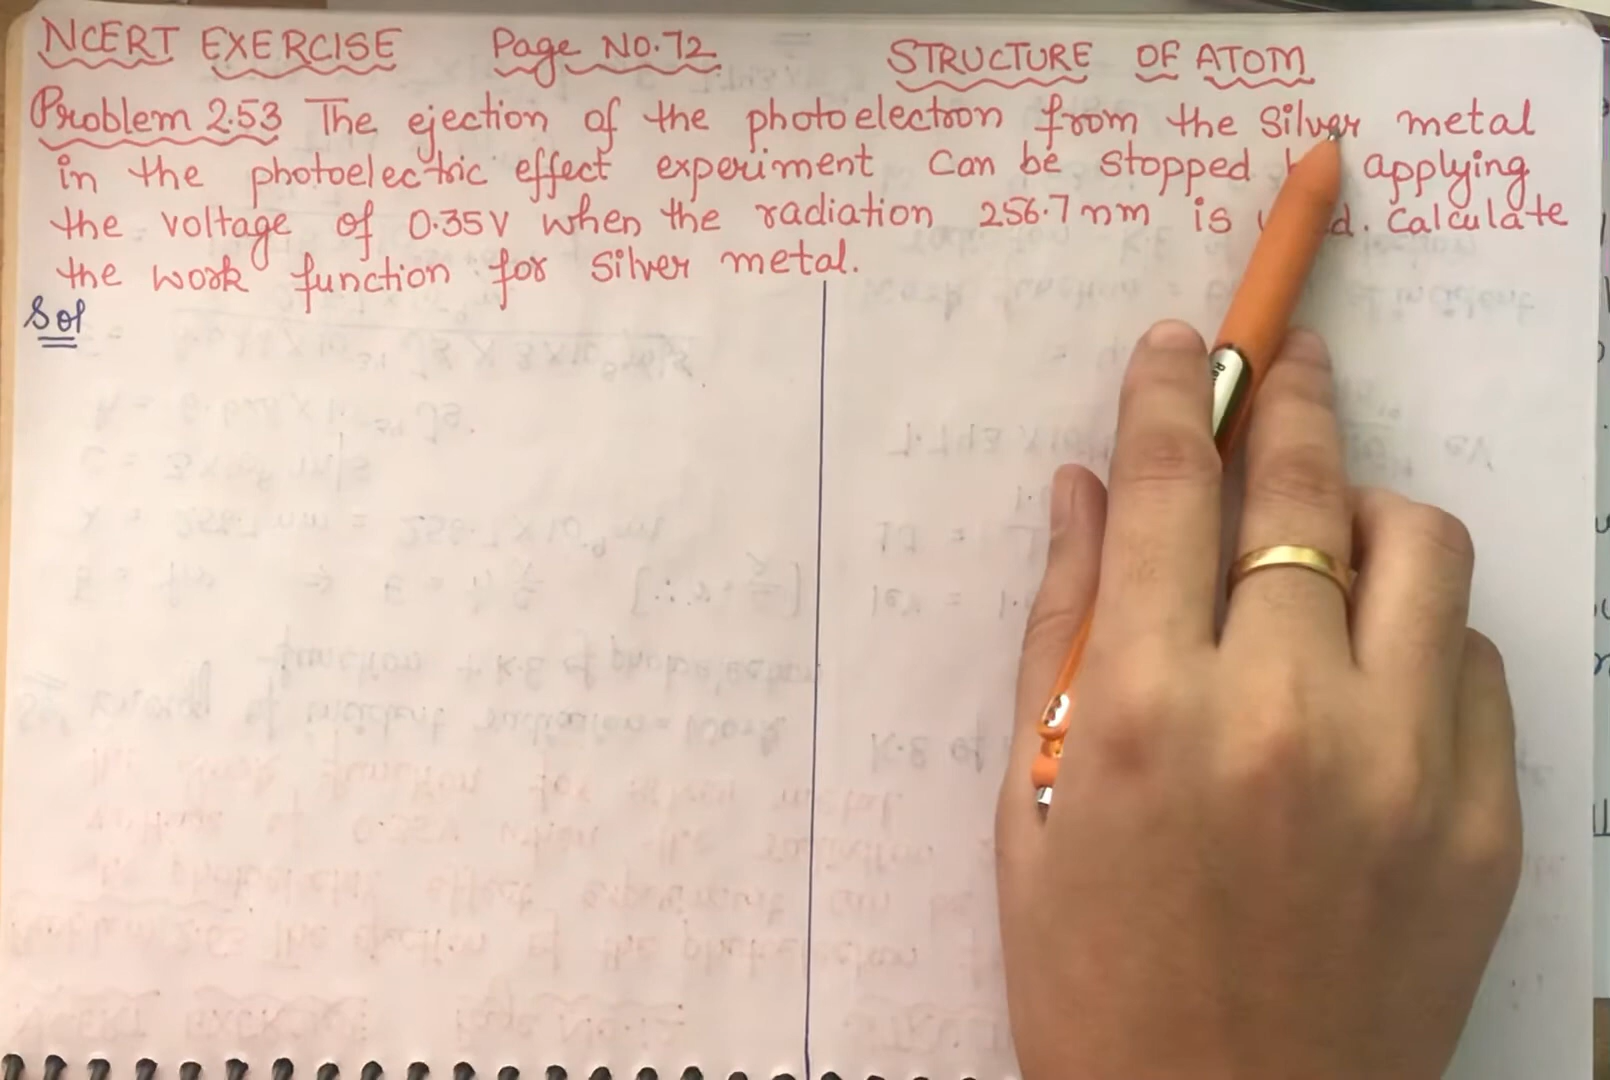 NCERT EXERCISE Page No.72 STRUCTURE OF ATOM
Problem 2.53 The ejection of the photoelectron from the Silver metal
in the photoelectric effect experiment can be stopped applying
the voltage of 0.35V when the radiation 256.7 nm is Calculate
the work function for silver metal.
Sol